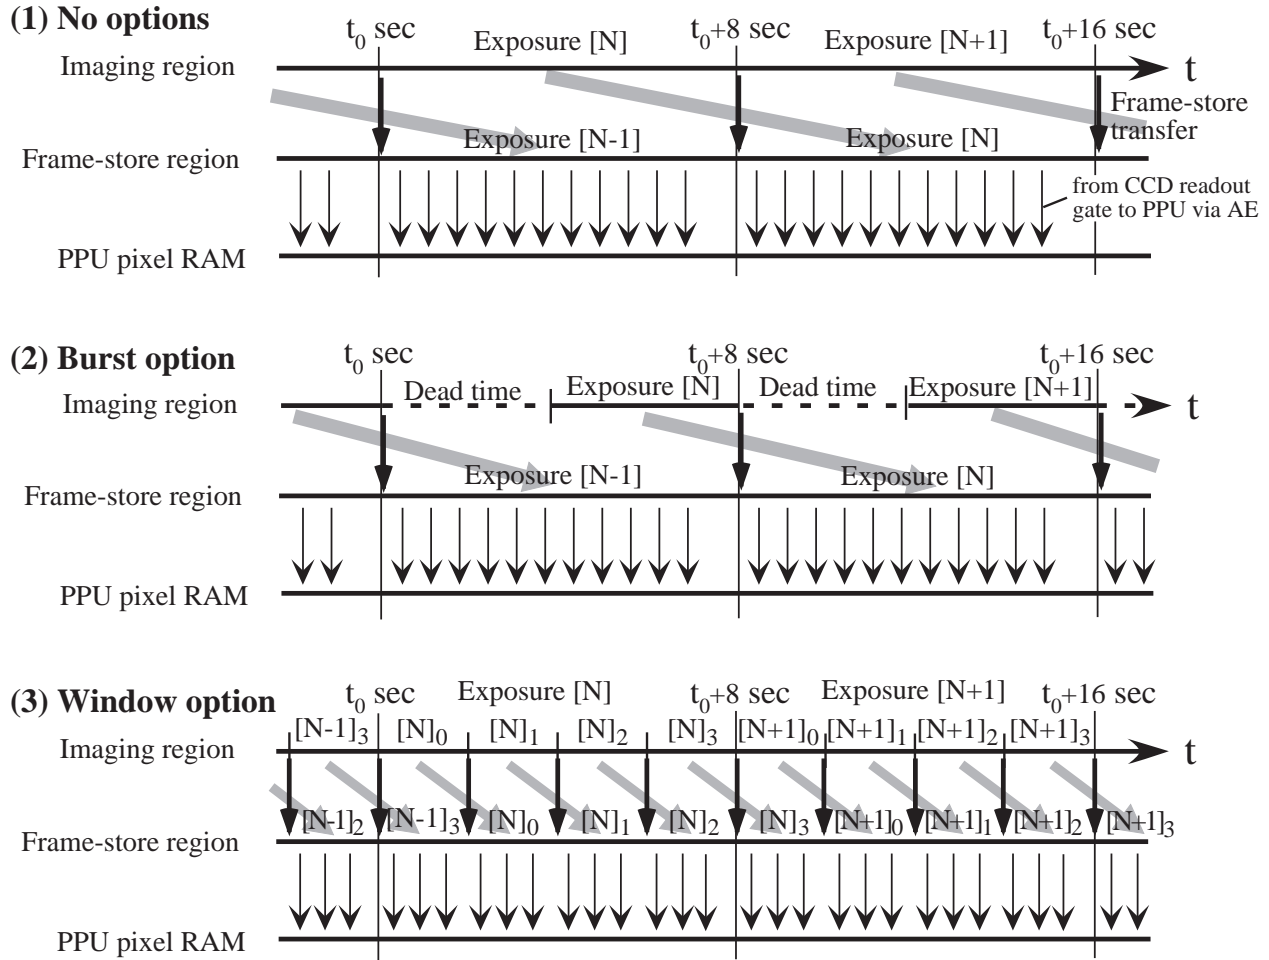 (1) No options
t0 sec
Exposure [N]
t0+8 sec
Exposure [N+1]
t0+16 sec
Imaging region
t
Frame-store
transfer
Exposure [N-1]
Exposure [N]
Frame-store region
from CCD readout
gate to PPU via AE
PPU pixel RAM
(2) Burst option
t0 sec
t0+8 sec
t0+16 sec
Imaging region
Dead time
Exposure [N]
Dead time
Exposure [N+1]
t
Exposure [N-1]
Exposure [N]
Frame-store region
PPU pixel RAM
(3) Window option
t0 sec
Exposure [N]
t0+8 sec
Exposure [N+1]
t0+16 sec
[N-1]3 [N]0 [N]1 [N]2 [N]3 [N+1]0 [N+1]1 [N+1]2 [N+1]3
Imaging region
t
[N-1]2 [N-1]3 [N]0 [N]1 [N]2 [N]3 [N+1]0 [N+1]1 [N+1]2 [N+1]3
Frame-store region
PPU pixel RAM